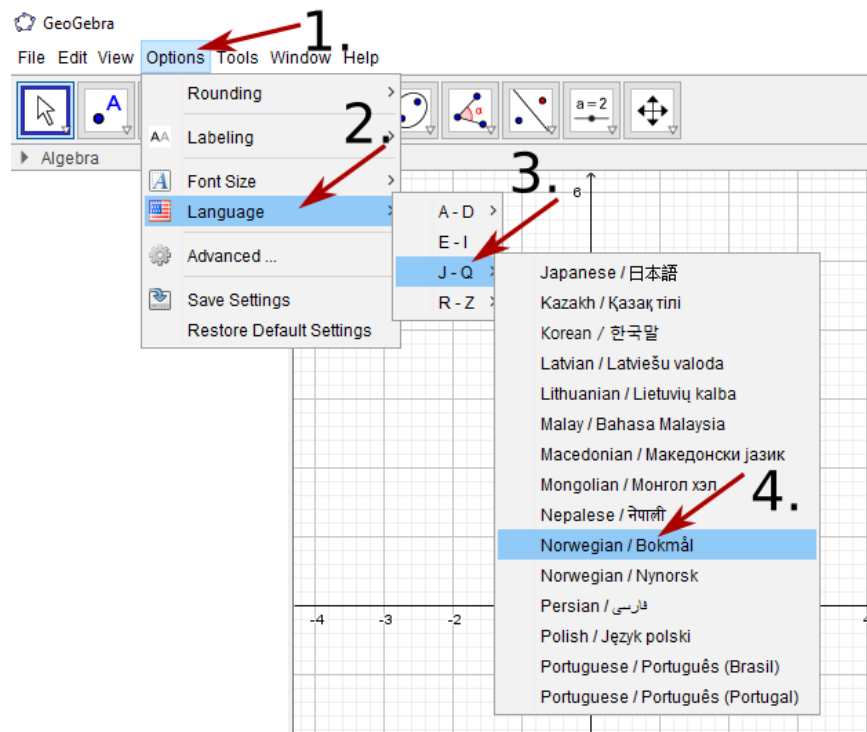 GeoGebra
1.
File Edit View Options Tools Window Help
A
α
a=2
Algebra
Rounding
2.
AA Labeling
A Font Size
Language
Advanced ...
Save Settings
Restore Default Settings
3.
A - D
E - I
J - Q
R - Z
Japanese / 日本語
Kazakh / Қазақ тілі
Korean / 한국말
Latvian / Latviešu valoda
Lithuanian / Lietuvių kalba
Malay / Bahasa Malaysia
Macedonian / Македонски јазик
Mongolian / Монгол хэл
4.
Nepalese / नेपाली
Norwegian / Bokmål
Norwegian / Nynorsk
Persian / فارسی
Polish / Język polski
Portuguese / Português (Brasil)
Portuguese / Português (Portugal)
6
-4 -3 -2 4